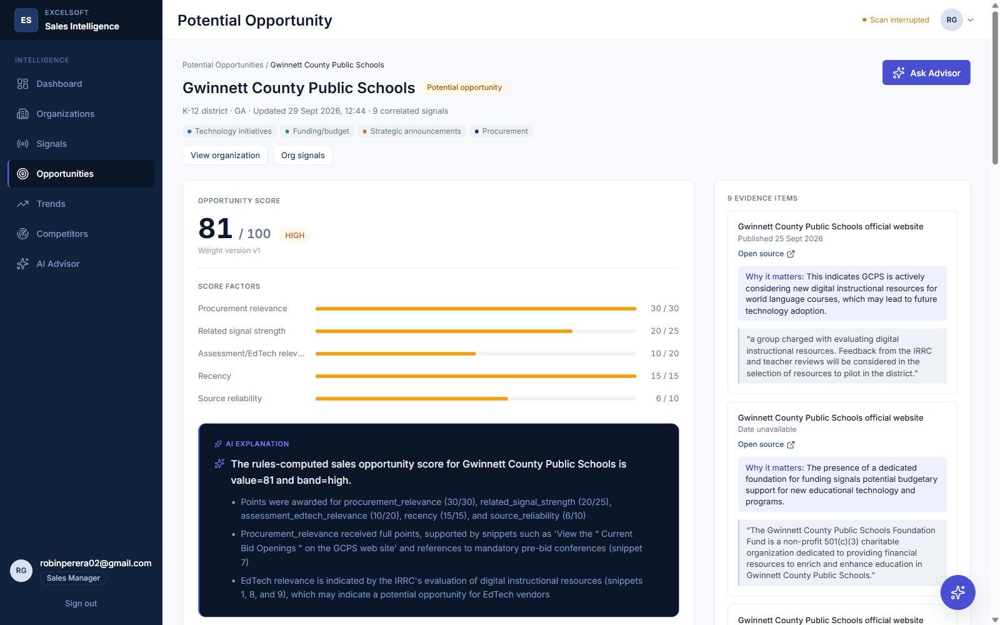 ES
EXCELSOFT
Sales Intelligence
INTELLIGENCE
Dashboard
Organizations
Signals
Opportunities
Trends
Competitors
AI Advisor
RG
robinperera02@gmail.com
Sales Manager
Sign out
Potential Opportunity
Scan interrupted
RG
Potential Opportunities / Gwinnett County Public Schools
Gwinnett County Public Schools
Potential opportunity
K-12 district · GA · Updated 29 Sept 2026, 12:44 · 9 correlated signals
Technology initiatives
Funding/budget
Strategic announcements
Procurement
View organization
Org signals
Ask Advisor
OPPORTUNITY SCORE
81 / 100
HIGH
Weight version v1
SCORE FACTORS
Procurement relevance 30 / 30
Related signal strength 20 / 25
Assessment/EdTech relev... 10 / 20
Recency 15 / 15
Source reliability 6 / 10
AI EXPLANATION
The rules-computed sales opportunity score for Gwinnett County Public Schools is
value=81 and band=high.
• Points were awarded for procurement_relevance (30/30), related_signal_strength (20/25),
assessment_edtech_relevance (10/20), recency (15/15), and source_reliability (6/10)
• Procurement_relevance received full points, supported by snippets such as 'View the “ Current
Bid Openings ” on the GCPS web site' and references to mandatory pre-bid conferences (snippet
7)
• EdTech relevance is indicated by the IRRC's evaluation of digital instructional resources (snippets
1, 8, and 9), which may indicate a potential opportunity for EdTech vendors
9 EVIDENCE ITEMS
Gwinnett County Public Schools official website
Published 25 Sept 2026
Open source
Why it matters: This indicates GCPS is actively
considering new digital instructional resources for
world language courses, which may lead to future
technology adoption.
“a group charged with evaluating digital
instructional resources. Feedback from the IRRC
and teacher reviews will be considered in the
selection of resources to pilot in the district.”
Gwinnett County Public Schools official website
Date unavailable
Open source
Why it matters: The presence of a dedicated
foundation for funding signals potential budgetary
support for new educational technology and
programs.
“The Gwinnett County Public Schools Foundation
Fund is a non-profit 501(c)(3) charitable
organization dedicated to providing financial
resources to enrich and enhance education in
Gwinnett County Public Schools.”
Gwinnett County Public Schools official website